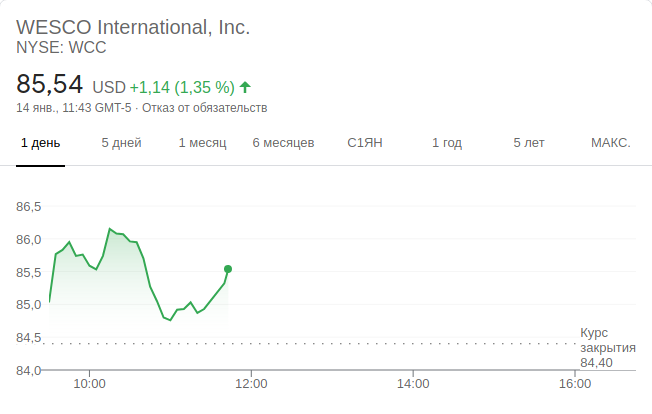 WESCO International, Inc.
NYSE: WCC
85,54 USD +1,14 (1,35 %)
14 янв., 11:43 GMT-5 · Отказ от обязательств
1 день 5 дней 1 месяц 6 месяцев С1ЯН 1 год 5 лет МАКС.
86,5
86,0
85,5
85,0
84,5
84,0
Курс
закрытия
84,40
10:00 12:00 14:00 16:00